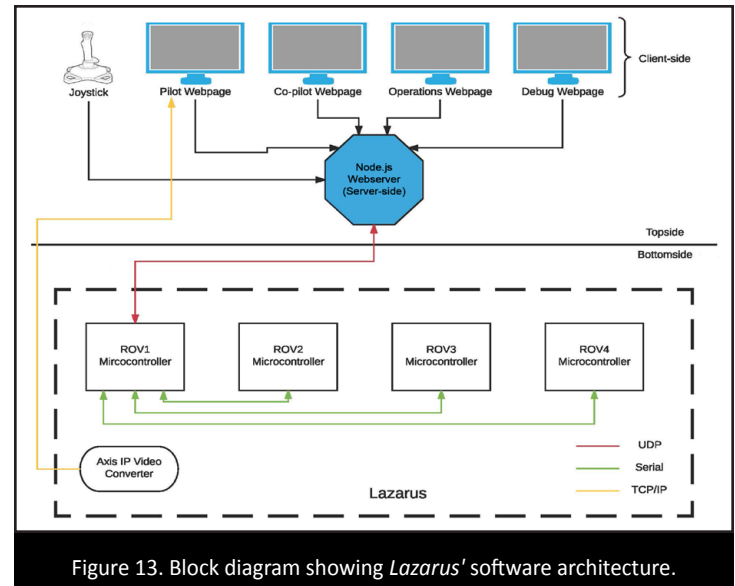 Joystick
Pilot Webpage
Co-pilot Webpage
Operations Webpage
Debug Webpage
Client-side
Node.js
Webserver
(Server-side)
Topside
Bottomside
ROV1
Mircocontroller
ROV2
Microcontroller
ROV3
Microcontroller
ROV4
Microcontroller
Axis IP Video
Converter
UDP
Serial
TCP/IP
Lazarus
Figure 13. Block diagram showing Lazarus' software architecture.